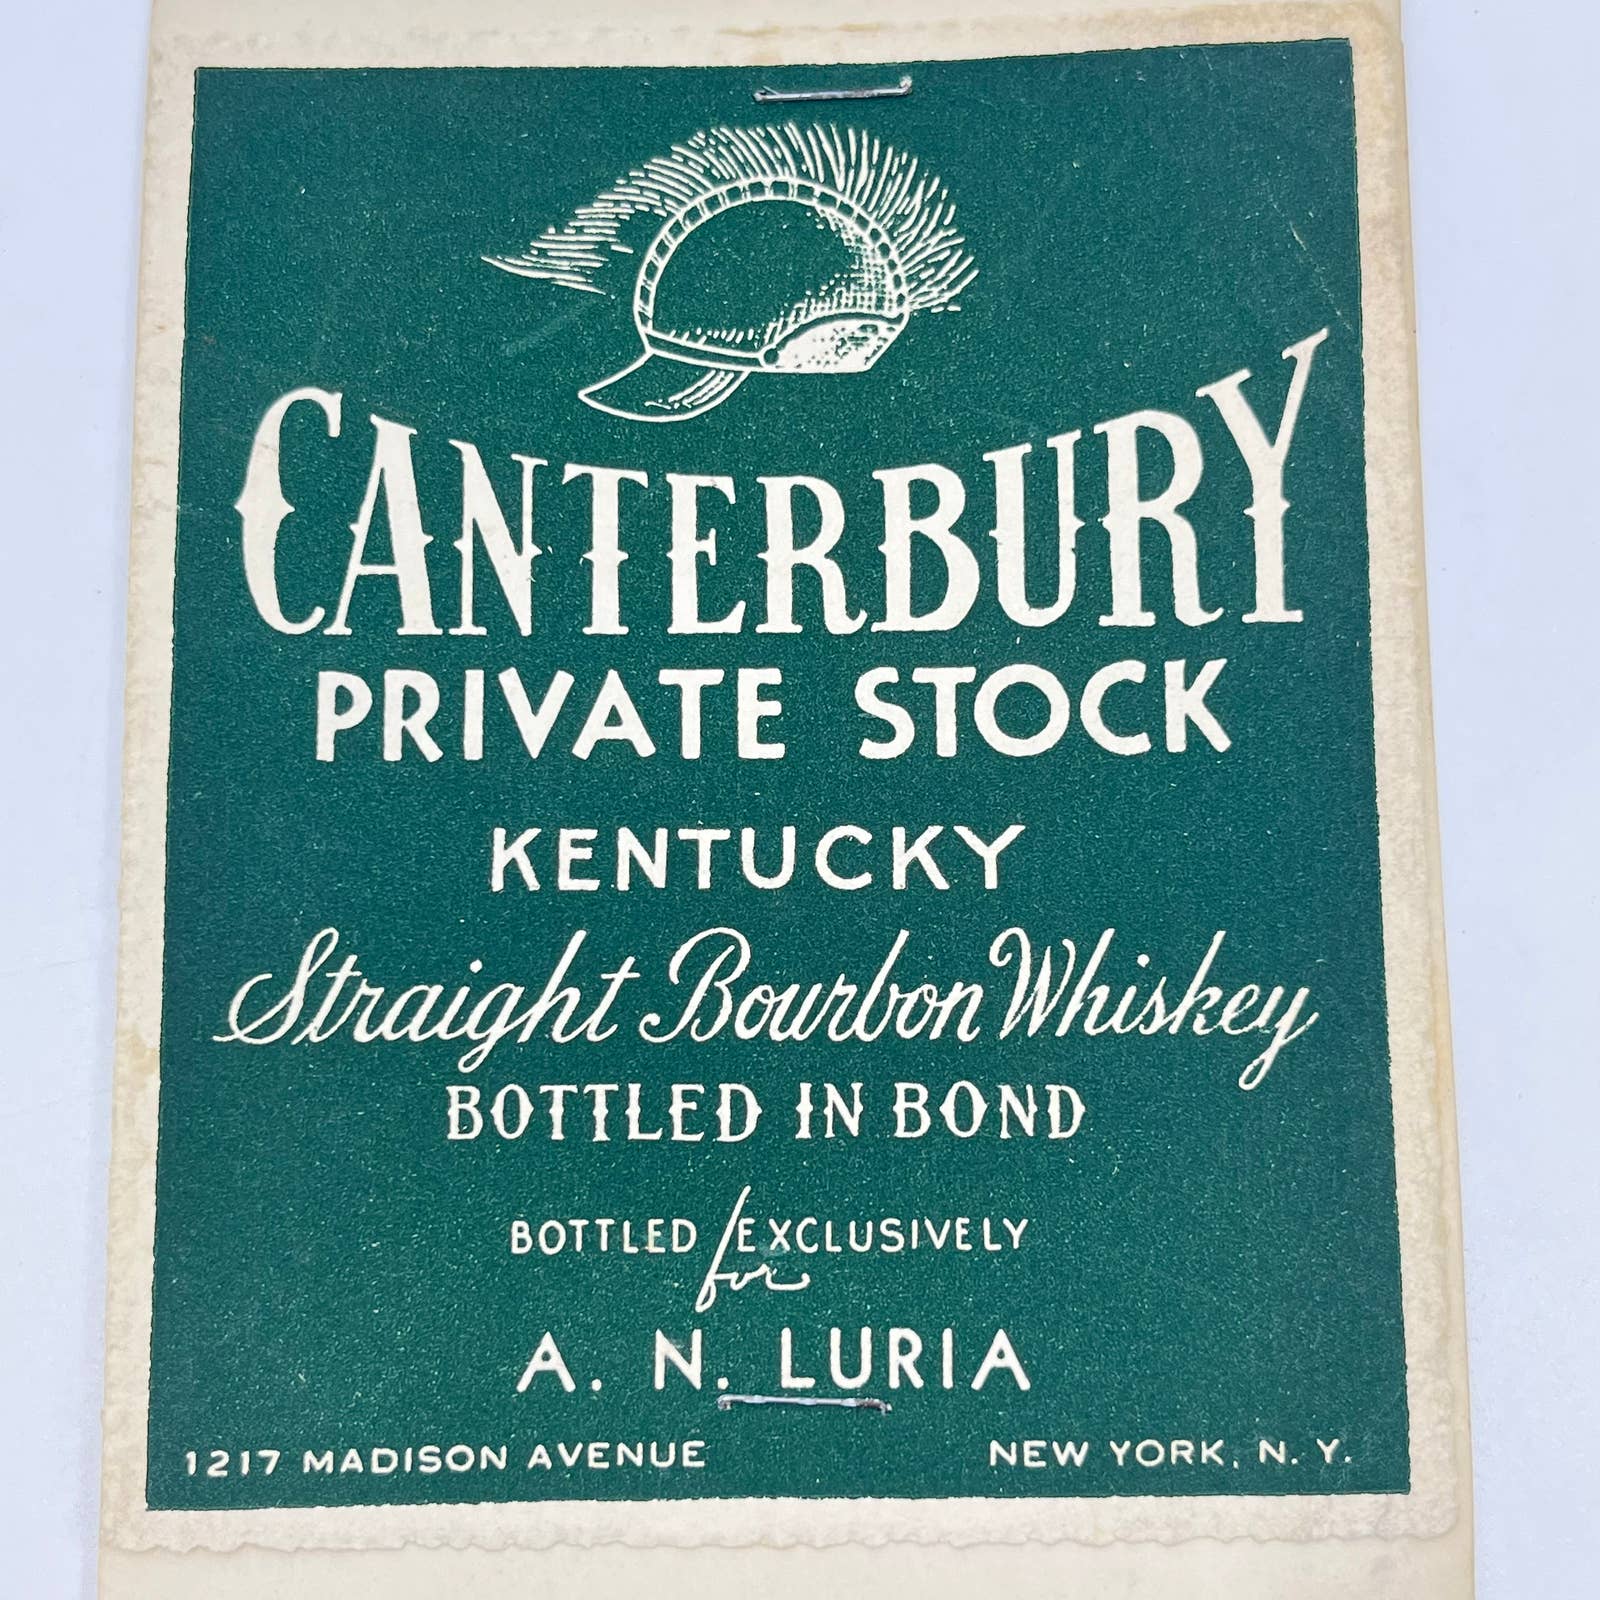 CANTERBURY
PRIVATE STOCK
KENTUCKY
Straight Bourbon Whiskey
BOTTLED IN BOND
BOTTLED EXCLUSIVELY
for
A. N. LURIA
1217 MADISON AVENUE NEW YORK, N. Y.